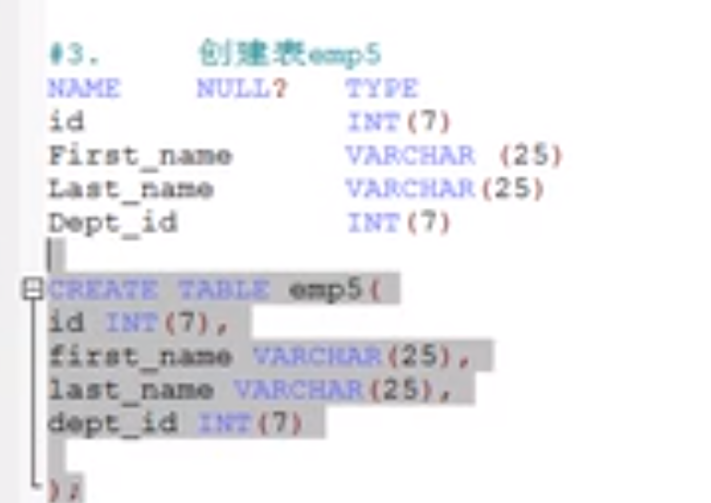 #3. 创建表emp5
NAME NULL? TYPE
id INT(7)
First_name VARCHAR (25)
Last_name VARCHAR(25)
Dept_id INT(7)
CREATE TABLE emp5(
id INT(7),
first_name VARCHAR(25),
last_name VARCHAR(25),
dept_id INT(7)
);